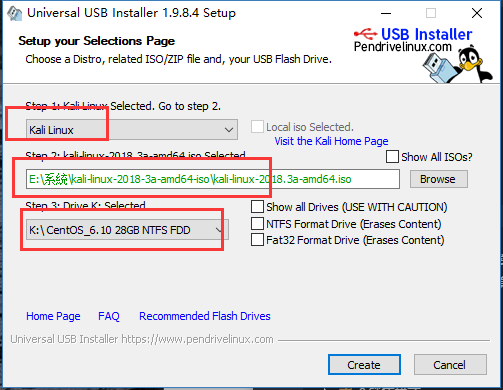 Universal USB Installer 1.9.8.4 Setup
Setup your Selections Page
Choose a Distro, related ISO/ZIP file and, your USB Flash Drive.
USB Installer
Pendrivelinux.com
Step 1: Kali Linux Selected. Go to step 2.
Kali Linux
Local iso Selected.
Visit the Kali Home Page
Step 2: kali-linux-2018.3a-amd64.iso Selected
Show All ISOs?
E:\系統\kali-linux-2018-3a-amd64-iso\kali-linux-2018.3a-amd64.iso
Browse
Step 3: Drive K: Selected
Show all Drives (USE WITH CAUTION)
K:\ CentOS_6.10 28GB NTFS FDD
NTFS Format Drive (Erases Content)
Fat32 Format Drive (Erases Content)
Home Page FAQ Recommended Flash Drives
Universal USB Installer https://www.pendrivelinux.com
Create Cancel